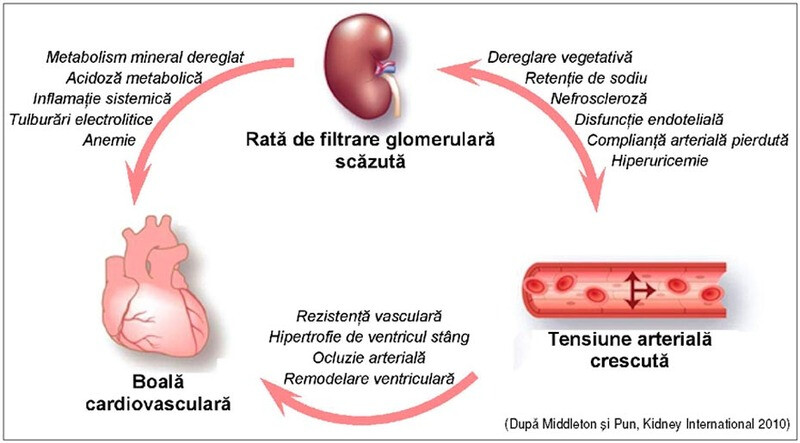 Metabolism mineral dereglat
Acidoză metabolică
Inflamație sistemică
Tulburări electrolitice
Anemie
Rată de filtrare glomerulară
scăzută
Dereglare vegetativă
Retenție de sodiu
Nefroscleroză
Disfuncție endotelială
Complianță arterială pierdută
Hiperuricemie
Boală
cardiovasculară
Rezistență vasculară
Hipertrofie de ventricul stâng
Ocluzie arterială
Remodelare ventriculară
Tensiune arterială
crescută
(După Middleton și Pun, Kidney International 2010)